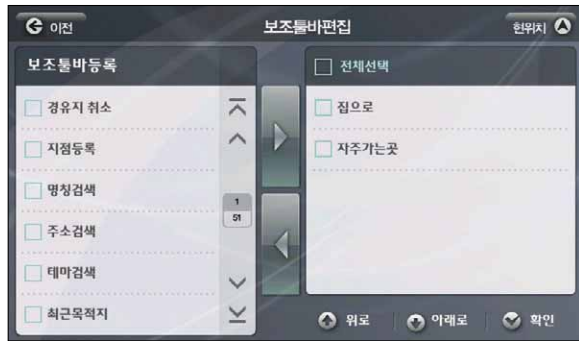 이전
보조툴바편집
현위치
보조툴바등록
경유지 취소
지점등록
명칭검색
주소검색
테마검색
최근목적지
1
51
전체선택
집으로
자주가는곳
위로
아래로
확인